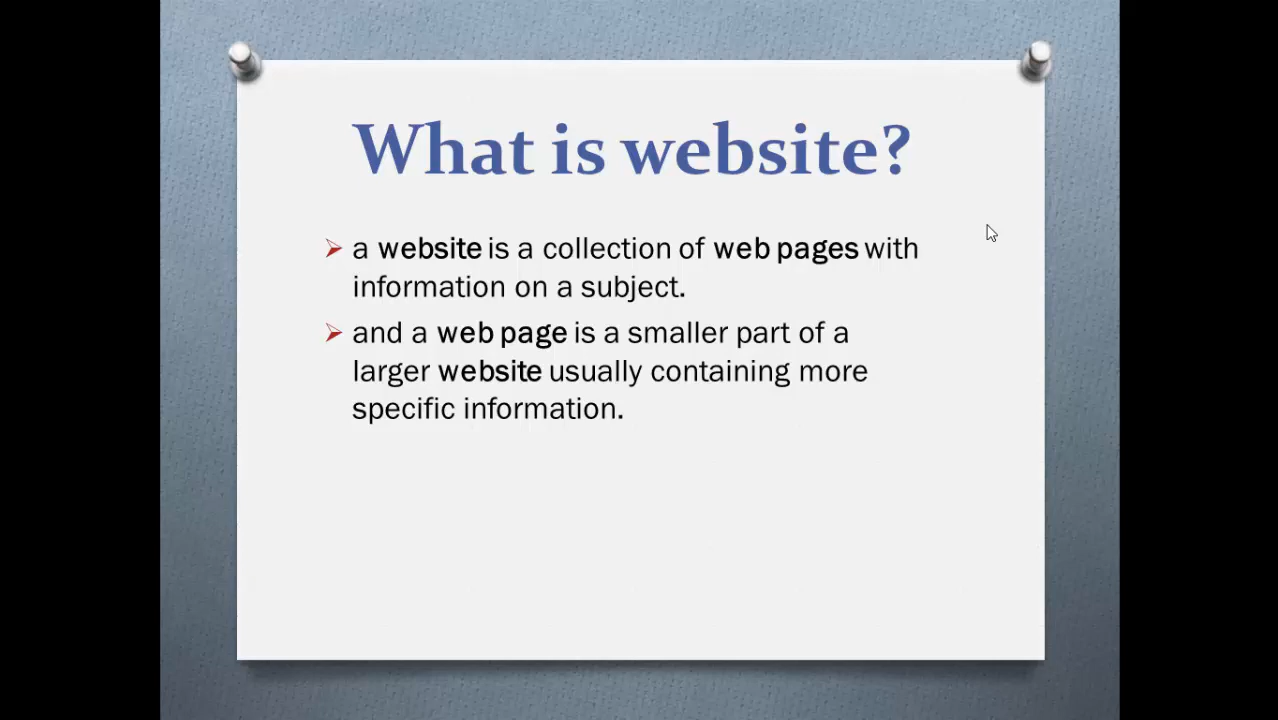 What is website?
a website is a collection of web pages with
information on a subject.
and a web page is a smaller part of a
larger website usually containing more
specific information.